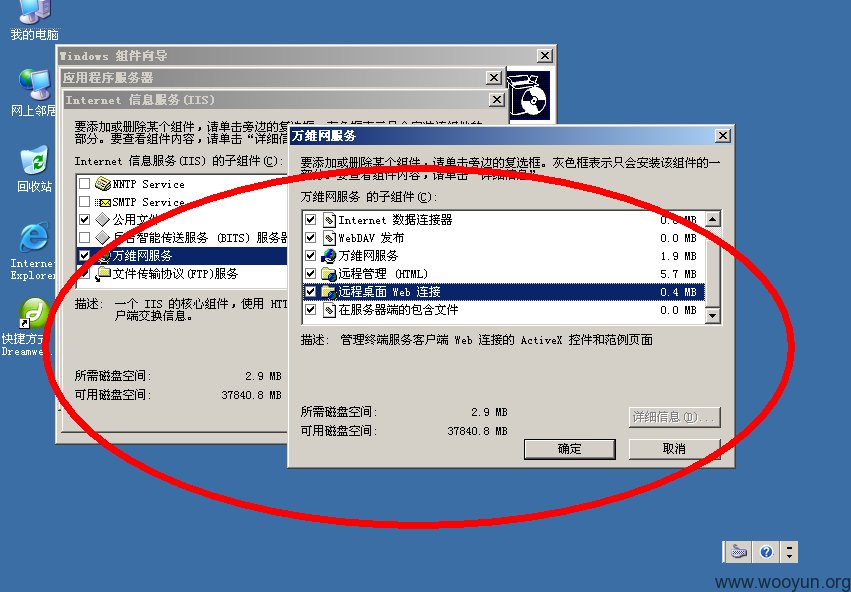 我的电脑
网上邻居
回收站
Internet
Explorer
快捷方式
Dreamwe
Windows 组件向导
应用程序服务器
Internet 信息服务(IIS)
要添加或删除某个组件，请单击旁边的复选框。灰色框表示只会安装该组件的
部分。要查看组件内容，请单击“详细信
Internet 信息服务(IIS) 的子组件(C):
NNTP Service
SMTP Service
公用文件
后台智能传送服务 (BITS) 服务器
万维网服务
文件传输协议(FTP)服务
描述: 一个 IIS 的核心组件，使用 HTT
户端交换信息。
所需磁盘空间: 2.9 MB
可用磁盘空间: 37840.8 MB
万维网服务
要添加或删除某个组件，请单击旁边的复选框。灰色框表示只会安装该组件的一
部分。要查看组件内容，请单击“详细信息”
万维网服务 的子组件(C):
Internet 数据连接器 0.0 MB
WebDAV 发布 0.0 MB
万维网服务 1.9 MB
远程管理 (HTML) 5.7 MB
远程桌面 Web 连接 0.4 MB
在服务器端的包含文件 0.0 MB
描述: 管理终端服务客户端 Web 连接的 ActiveX 控件和范例页面
所需磁盘空间: 2.9 MB
可用磁盘空间: 37840.8 MB
详细信息(D)...
确定
取消
www.wooyun.org